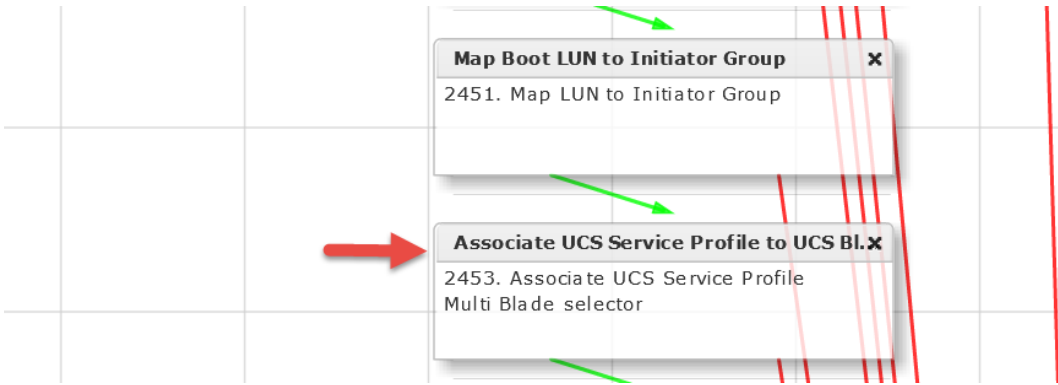 Map Boot LUN to Initiator Group
2451. Map LUN to Initiator Group
Associate UCS Service Profile to UCS Bl.
2453. Associate UCS Service Profile
Multi Blade selector